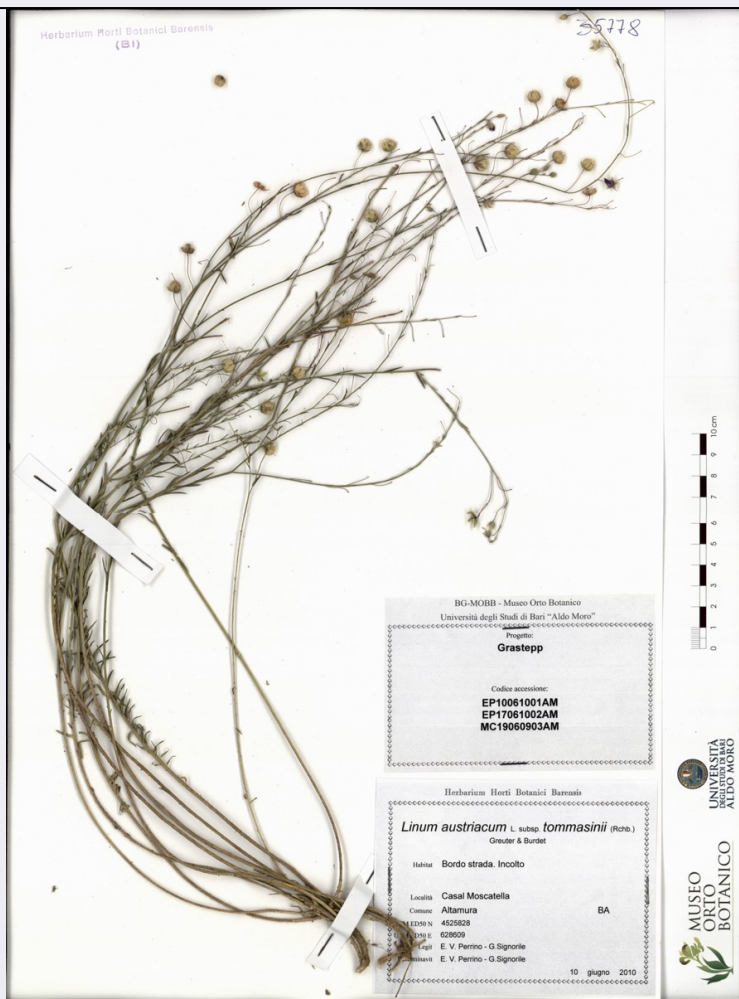 Herbarium Horti Botanici Barensis
(BI)
35778
10 cm
9
8
7
6
5
4
3
2
1
0
BG-MOBB - Museo Orto Botanico
Università degli Studi di Bari “Aldo Moro”
Progetto:
Grastepp
Codice accessione:
EP10061001AM
EP17061002AM
MC19060903AM
UNIVERSITÀ
DEGLI STUDI DI BARI
ALDO MORO
Herbarium Horti Botanici Barensis
Linum austriacum L. subsp. tommasinii (Rchb.)
Greuter & Burdet
Habitat Bordo strada. Incolto
Località Casal Moscatella
Comune Altamura BA
ED50 N 4525828
E 628609
Legit E. V. Perrino - G.Signorile
E. V. Perrino - G.Signorile
10 giugno 2010
MUSEO
ORTO
BOTANICO